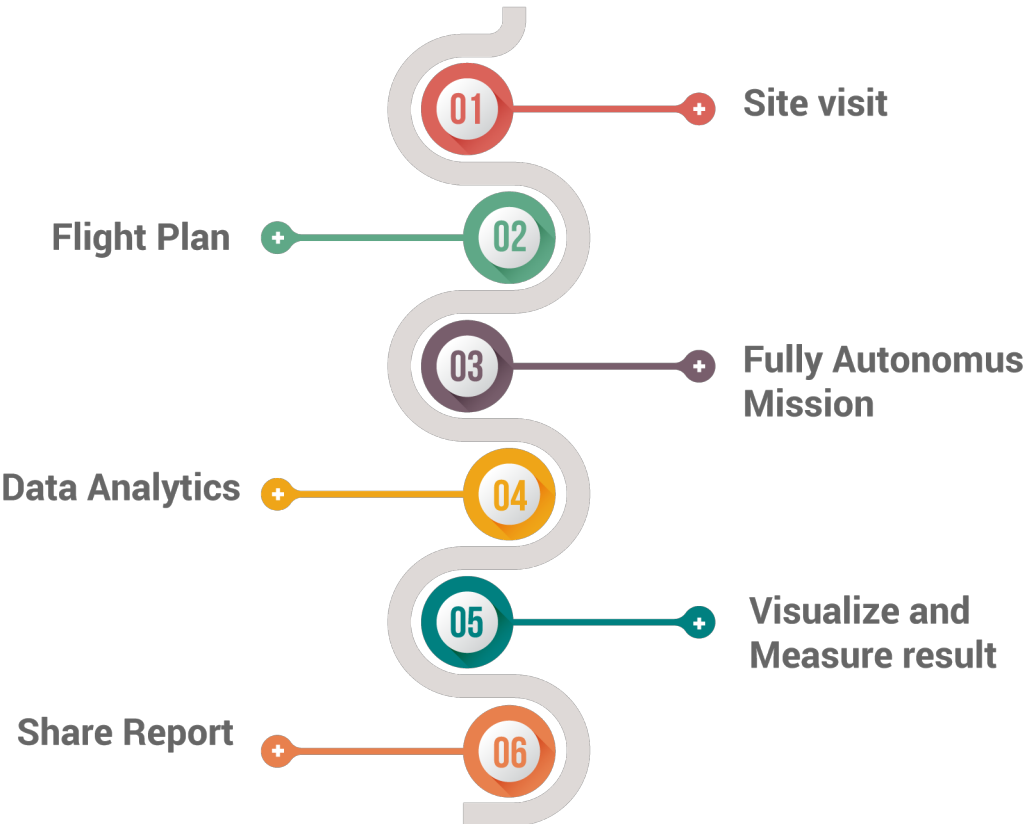 01
Site visit
Flight Plan
02
03
Fully Autonomus
Mission
Data Analytics
04
05
Visualize and
Measure result
Share Report
06